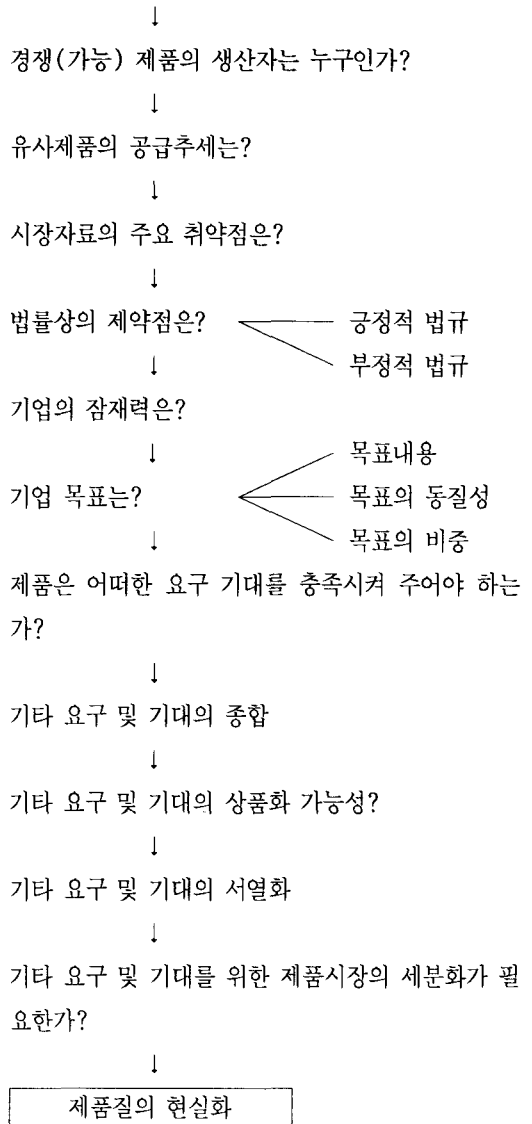 ↓
경쟁(가능) 제품의 생산자는 누구인가?
↓
유사제품의 공급추세는?
↓
시장자료의 주요 취약점은?
↓
법률상의 제약점은? 긍정적 법규
↓ 부정적 법규
기업의 잠재력은?
↓ 목표내용
기업 목표는? 목표의 동질성
↓ 목표의 비중
제품은 어떠한 요구 기대를 충족시켜 주어야 하는
가?
↓
기타 요구 및 기대의 종합
↓
기타 요구 및 기대의 상품화 가능성?
↓
기타 요구 및 기대의 서열화
↓
기타 요구 및 기대를 위한 제품시장의 세분화가 필
요한가?
↓
제품질의 현실화